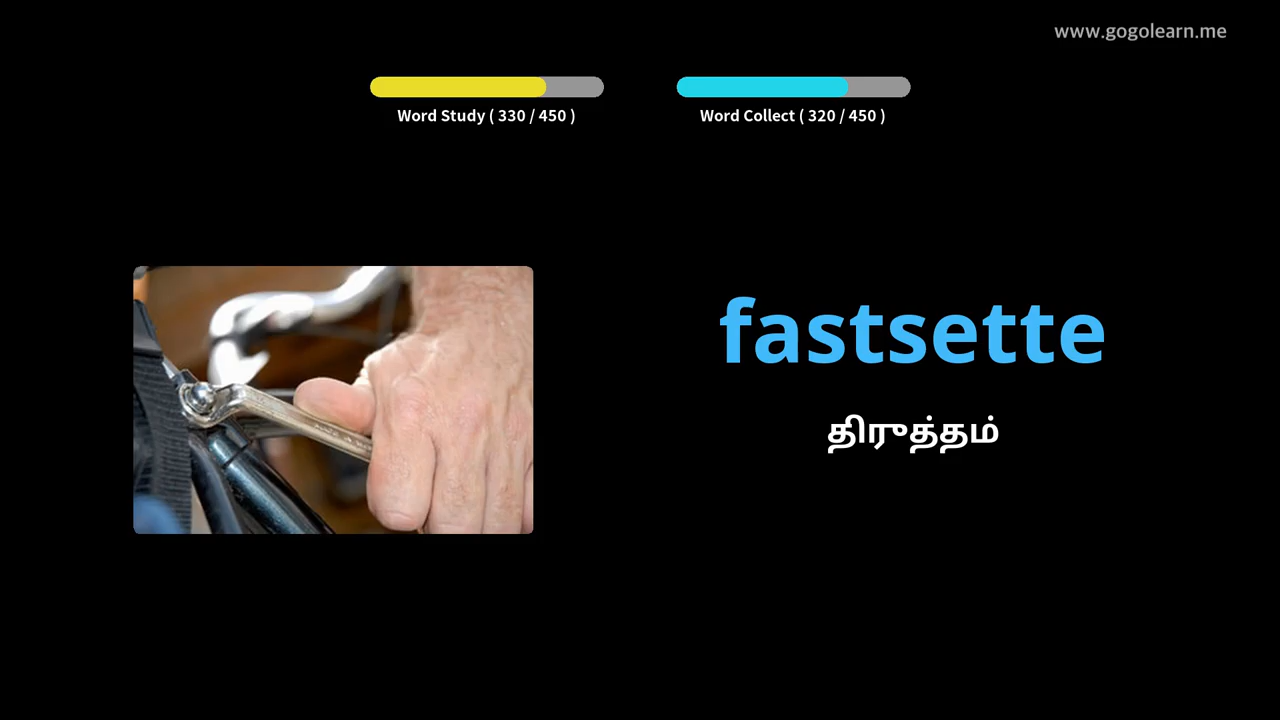 www.gogolearn.me
Word Study ( 330 / 450 )
Word Collect ( 320 / 450 )
fastsette
திருத்தம்